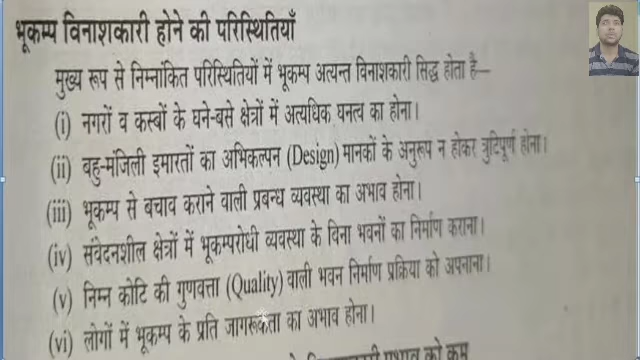 भूकम्प विनाशकारी होने की परिस्थितियाँ
मुख्य रूप से निम्नांकित परिस्थितियों में भूकम्प अत्यन्त विनाशकारी सिद्ध होता है—
(i) नगरों व कस्बों के घने-बसे क्षेत्रों में अत्यधिक घनत्व का होना।
(ii) बहु-मंजिली इमारतों का अभिकल्पन (Design) मानकों के अनुरूप न होकर त्रुटिपूर्ण होना।
(iii) भूकम्प से बचाव कराने वाली प्रबन्ध व्यवस्था का अभाव होना।
(iv) संवेदनशील क्षेत्रों में भूकम्परोधी व्यवस्था के विना भवनों का निर्माण कराना।
(v) निम्न कोटि की गुणवत्ता (Quality) वाली भवन निर्माण प्रक्रिया को अपनाना।
(vi) लोगों में भूकम्प के प्रति जागरूकता का अभाव होना।
को कम